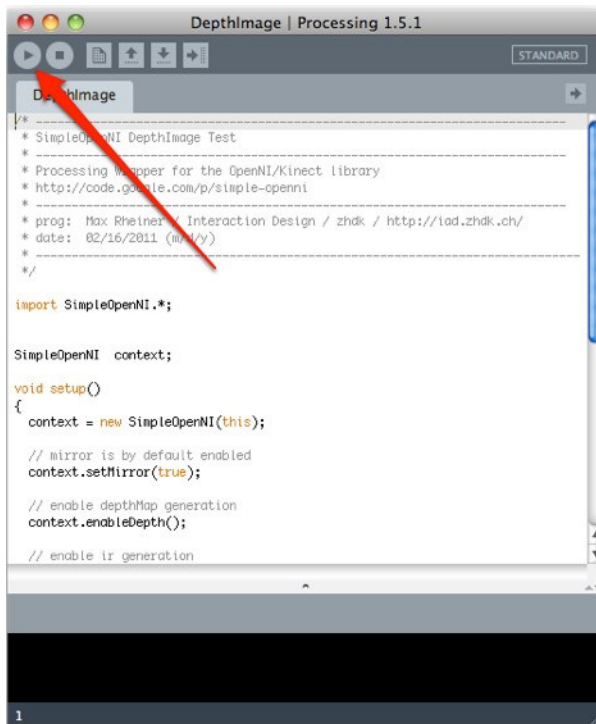 DepthImage | Processing 1.5.1
STANDARD
DepthImage
/* ----------------------------------------------------------------------------
* SimpleOpenNI DepthImage Test
* ----------------------------------------------------------------------------
* Processing Wrapper for the OpenNI/Kinect library
* http://code.google.com/p/simple-openni
* ----------------------------------------------------------------------------
* prog: Max Rheiner / Interaction Design / zhdk / http://iad.zhdk.ch/
* date: 02/16/2011 (m/d/y)
* ----------------------------------------------------------------------------
*/
import SimpleOpenNI.*;
SimpleOpenNI context;
void setup()
{
context = new SimpleOpenNI(this);
// mirror is by default enabled
context.setMirror(true);
// enable depthMap generation
context.enableDepth();
// enable ir generation
1